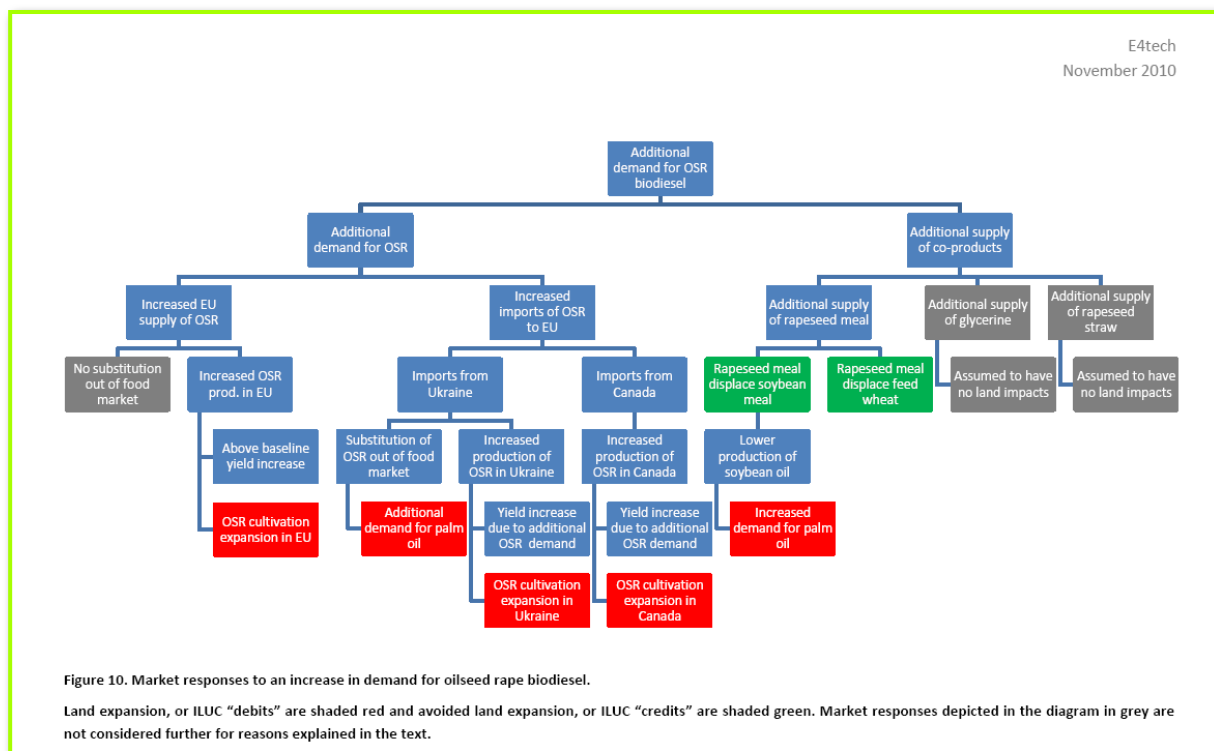 E4tech
November 2010
Additional
demand for OSR
biodiesel
Additional
demand for OSR
Additional supply
of co-products
Increased EU
supply of OSR
Increased
imports of OSR
to EU
Additional supply
of rapeseed meal
Additional supply
of glycerine
Additional supply
of rapeseed
straw
No substitution
out of food
market
Increased OSR
prod. in EU
Imports from
Ukraine
Imports from
Canada
Rapeseed meal
displace soybean
meal
Rapeseed meal
displace feed
wheat
Assumed to have
no land impacts
Assumed to have
no land impacts
Above baseline
yield increase
Substitution of
OSR out of food
market
Increased
production of
OSR in Ukraine
Increased
production of
OSR in Canada
Lower
production of
soybean oil
OSR cultivation
expansion in EU
Additional
demand for palm
oil
Yield increase
due to additional
OSR demand
Yield increase
due to additional
OSR demand
Increased
demand for palm
oil
OSR cultivation
expansion in
Ukraine
OSR cultivation
expansion in
Canada
Figure 10. Market responses to an increase in demand for oilseed rape biodiesel.
Land expansion, or ILUC “debits” are shaded red and avoided land expansion, or ILUC “credits” are shaded green. Market responses depicted in the diagram in grey are
not considered further for reasons explained in the text.